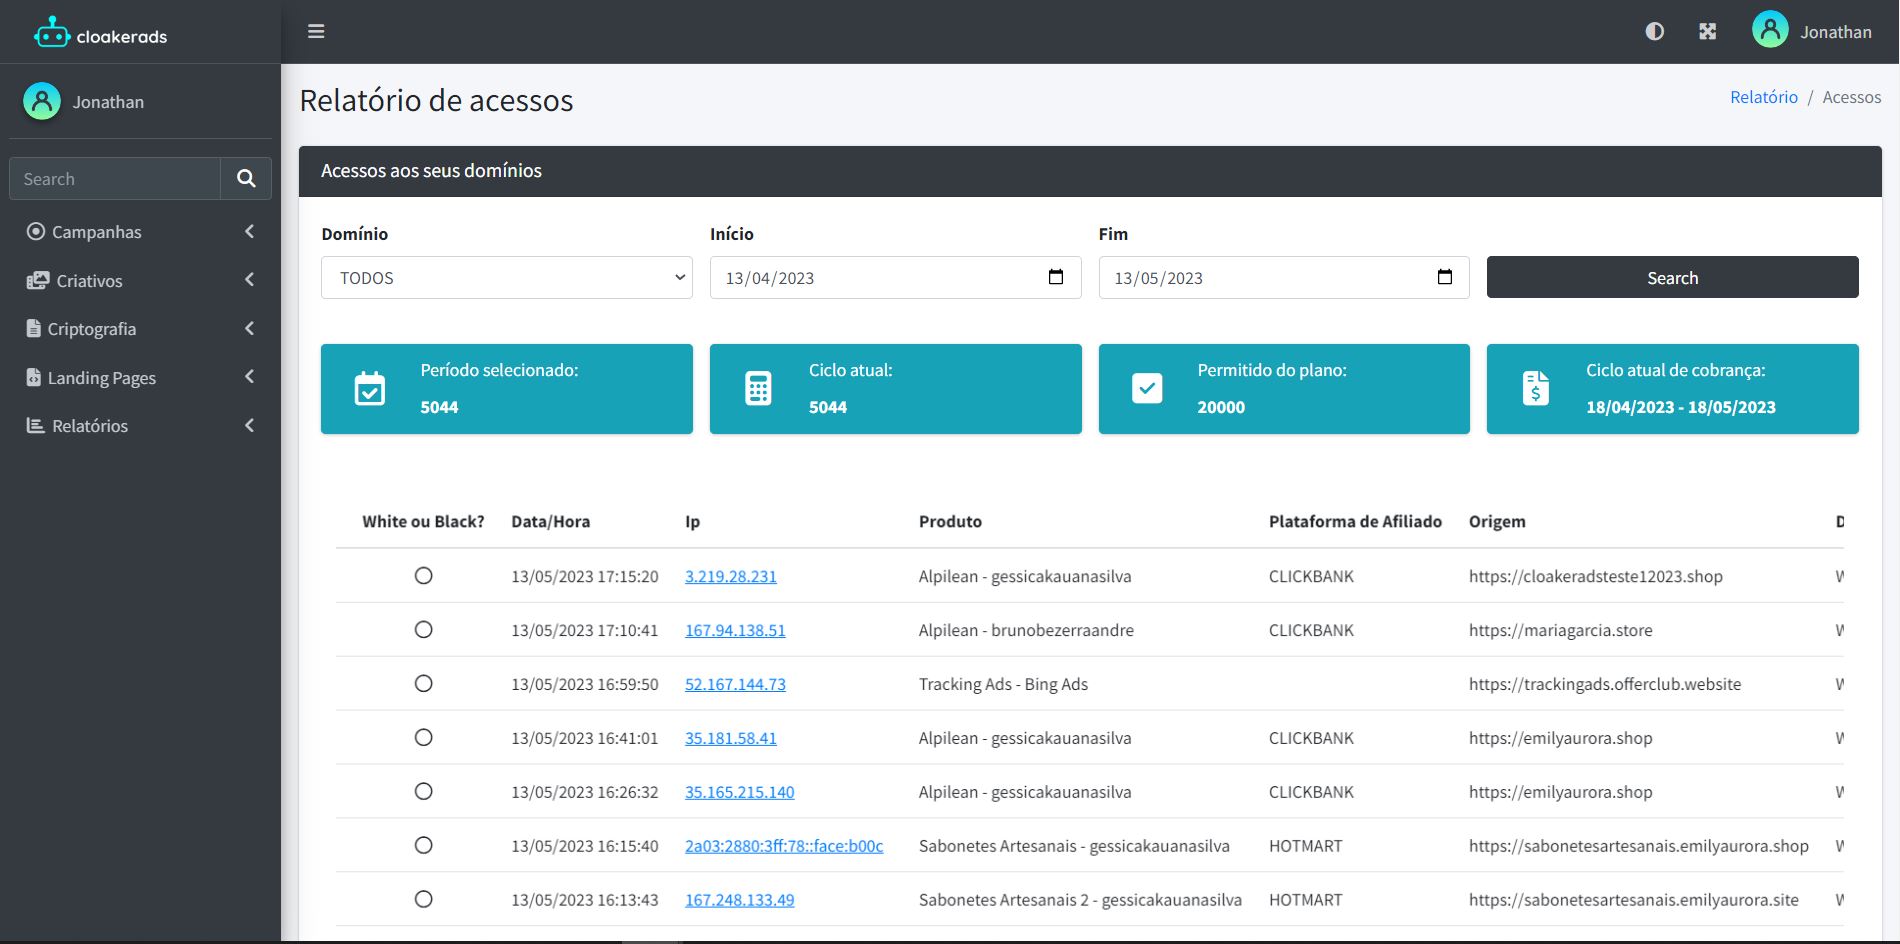 cloakerads
Jonathan
Jonathan
Relatório de acessos
Relatório / Acessos
Search
Campanhas
Criativos
Criptografia
Landing Pages
Relatórios
Acessos aos seus domínios
Domínio Início Fim
TODOS 13/04/2023 13/05/2023 Search
Período selecionado: Ciclo atual: Permitido do plano: Ciclo atual de cobrança:
5044 5044 20000 18/04/2023 - 18/05/2023
White ou Black? Data/Hora Ip Produto Plataforma de Afiliado Origem
13/05/2023 17:15:20 3.219.28.231 Alpilean - gessicakauanasilva CLICKBANK https://cloakeradsteste12023.shop
13/05/2023 17:10:41 167.94.138.51 Alpilean - brunobezerraandre CLICKBANK https://mariagarcia.store
13/05/2023 16:59:50 52.167.144.73 Tracking Ads - Bing Ads https://trackingads.offerclub.website
13/05/2023 16:41:01 35.181.58.41 Alpilean - gessicakauanasilva CLICKBANK https://emilyaurora.shop
13/05/2023 16:26:32 35.165.215.140 Alpilean - gessicakauanasilva CLICKBANK https://emilyaurora.shop
13/05/2023 16:15:40 2a03:2880:3ff:78::face:b00c Sabonetes Artesanais - gessicakauanasilva HOTMART https://sabonetesartesanais.emilyaurora.shop
13/05/2023 16:13:43 167.248.133.49 Sabonetes Artesanais 2 - gessicakauanasilva HOTMART https://sabonetesartesanais.emilyaurora.site